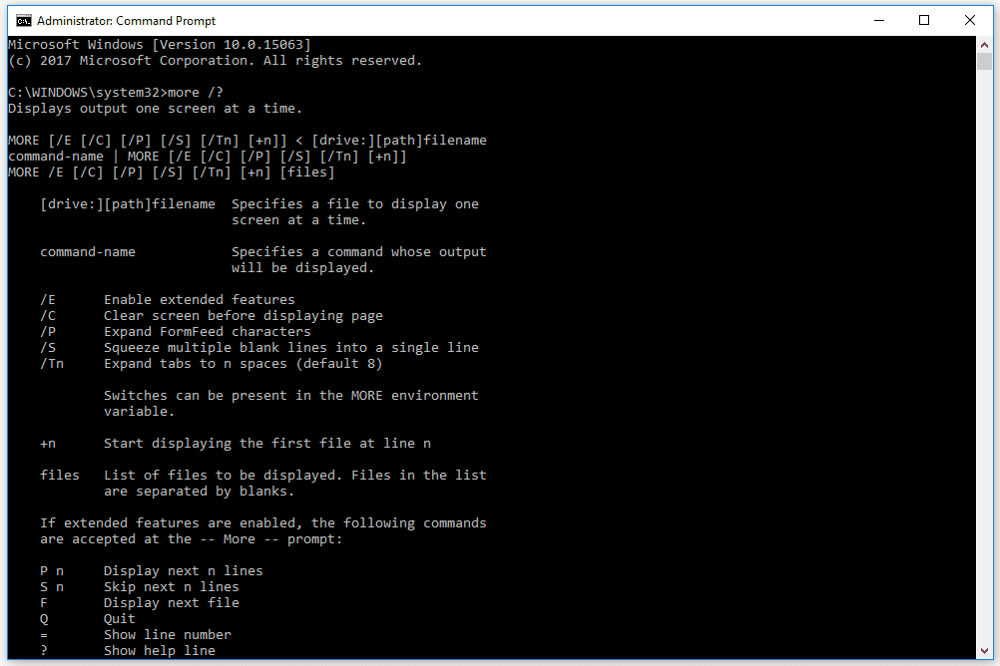 Administrator: Command Prompt
Microsoft Windows [Version 10.0.15063]
(c) 2017 Microsoft Corporation. All rights reserved.
C:\WINDOWS\system32>more /?
Displays output one screen at a time.
MORE [/E [/C] [/P] [/S] [/Tn] [+n]] < [drive:][path]filename
command-name | MORE [/E [/C] [/P] [/S] [/Tn] [+n]]
MORE /E [/C] [/P] [/S] [/Tn] [+n] [files]
[drive:][path]filename  Specifies a file to display one
screen at a time.
command-name            Specifies a command whose output
will be displayed.
/E      Enable extended features
/C      Clear screen before displaying page
/P      Expand FormFeed characters
/S      Squeeze multiple blank lines into a single line
/Tn     Expand tabs to n spaces (default 8)
Switches can be present in the MORE environment
variable.
+n      Start displaying the first file at line n
files   List of files to be displayed. Files in the list
are separated by blanks.
If extended features are enabled, the following commands
are accepted at the -- More -- prompt:
P n     Display next n lines
S n     Skip next n lines
F       Display next file
Q       Quit
=       Show line number
?       Show help line